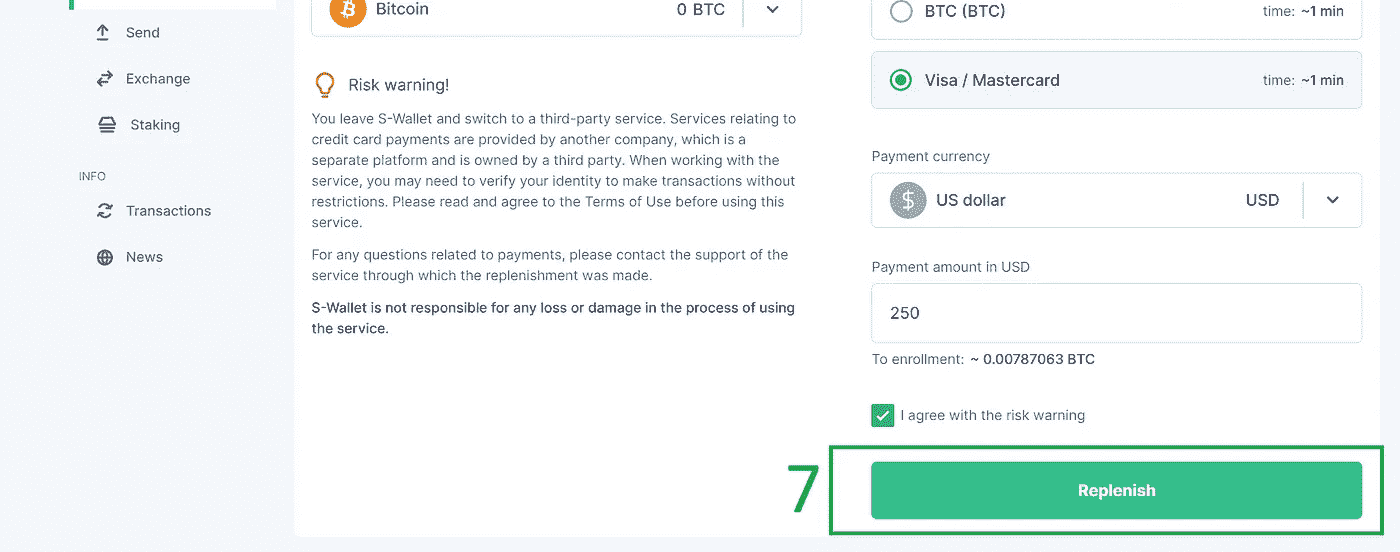 Send
Exchange
Staking
INFO
Transactions
News
Bitcoin 0 BTC
Risk warning!
You leave S-Wallet and switch to a third-party service. Services relating to
credit card payments are provided by another company, which is a
separate platform and is owned by a third party. When working with the
service, you may need to verify your identity to make transactions without
restrictions. Please read and agree to the Terms of Use before using this
service.
For any questions related to payments, please contact the support of the
service through which the replenishment was made.
S-Wallet is not responsible for any loss or damage in the process of using
the service.
BTC (BTC) time: ~1 min
Visa / Mastercard time: ~1 min
Payment currency
$ US dollar USD
Payment amount in USD
250
To enrollment: ~ 0.00787063 BTC
I agree with the risk warning
7
Replenish